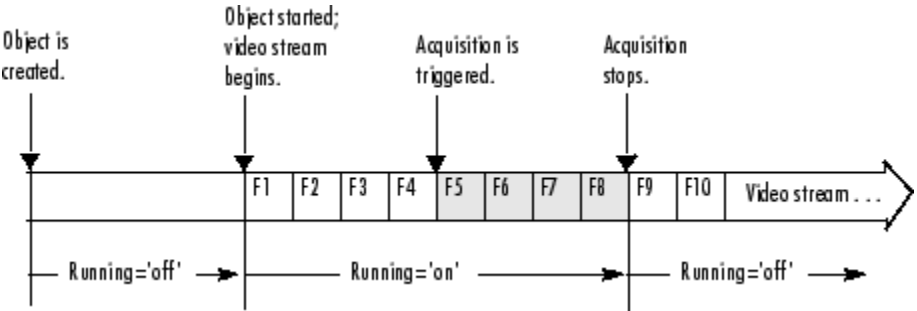 Object is
created.
Object started;
video stream
begins.
Acquisition is
triggered.
Acquisition
stops.
F1 F2 F3 F4 F5 F6 F7 F8 F9 F10 Video stream . . .
Running='off' Running='on' Running='off'